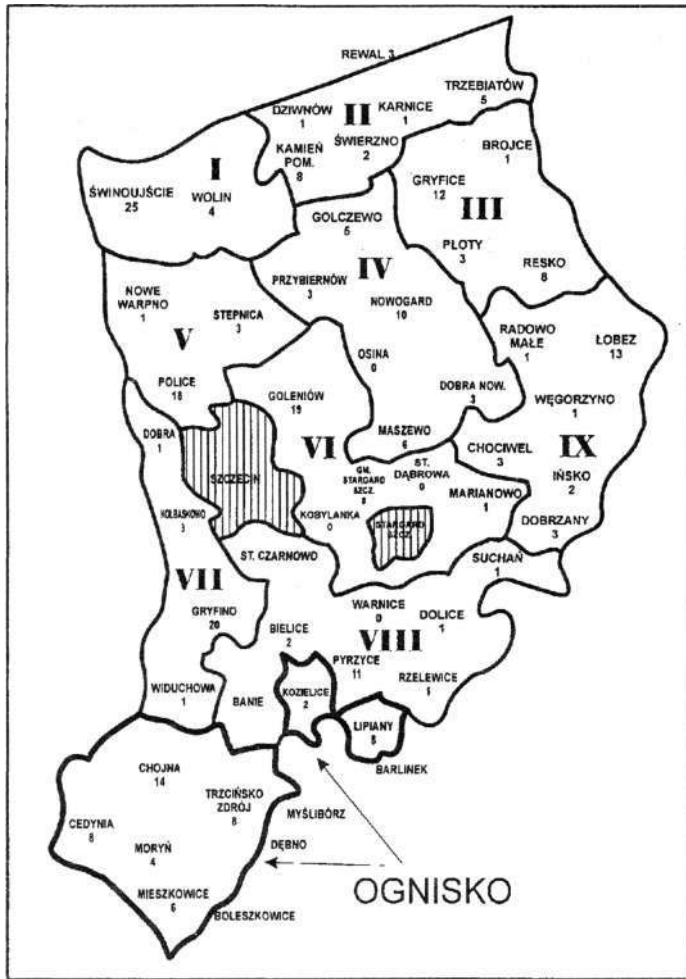 REWAL 3
TRZEBIATÓW
5
DZIWNÓW
1
II
KARNICE
1
ŚWIERZNO
2
KAMIEŃ
POM.
8
BROJCE
1
I
ŚWINOUJŚCIE
25
WOLIN
4
GRYFICE
12
III
PŁOTY
3
RESKO
8
GOLCZEWO
5
IV
PRZYBIERNÓW
3
NOWOGARD
10
NOWE
WARPNO
1
STEPNICA
3
V
POLICE
18
OSINA
0
DOBRA NOW.
3
MASZEWO
6
RADOWO
MAŁE
1
ŁOBEZ
13
WĘGORZYNO
1
IX
CHOCIWEL
3
IŃSKO
2
DOBRZANY
3
GOLENIÓW
19
VI
DOBRA
1
SZCZECIN
GM.
STARGARD
SZCZ.
ST.
DĄBROWA
0
MARIANOWO
1
KOBYLANKA
0
STARGARD
SZCZ.
KOŁBASKOWO
3
ST. CZARNOWO
SUCHAŃ
1
VII
GRYFINO
20
WARNICE
0
DOLICE
1
BIELICE
2
VIII
PYRZYCE
11
RZELEWICE
WIDUCHOWA
1
BANIE
KOZIELICE
2
LIPIANY
BARLINEK
CHOJNA
14
TRZCIŃSKO
ZDRÓJ
8
MYŚLIBÓRZ
CEDYNIA
8
MORYŃ
4
DĘBNO
MIESZKOWICE
6
BOLESZKOWICE
OGNISKO